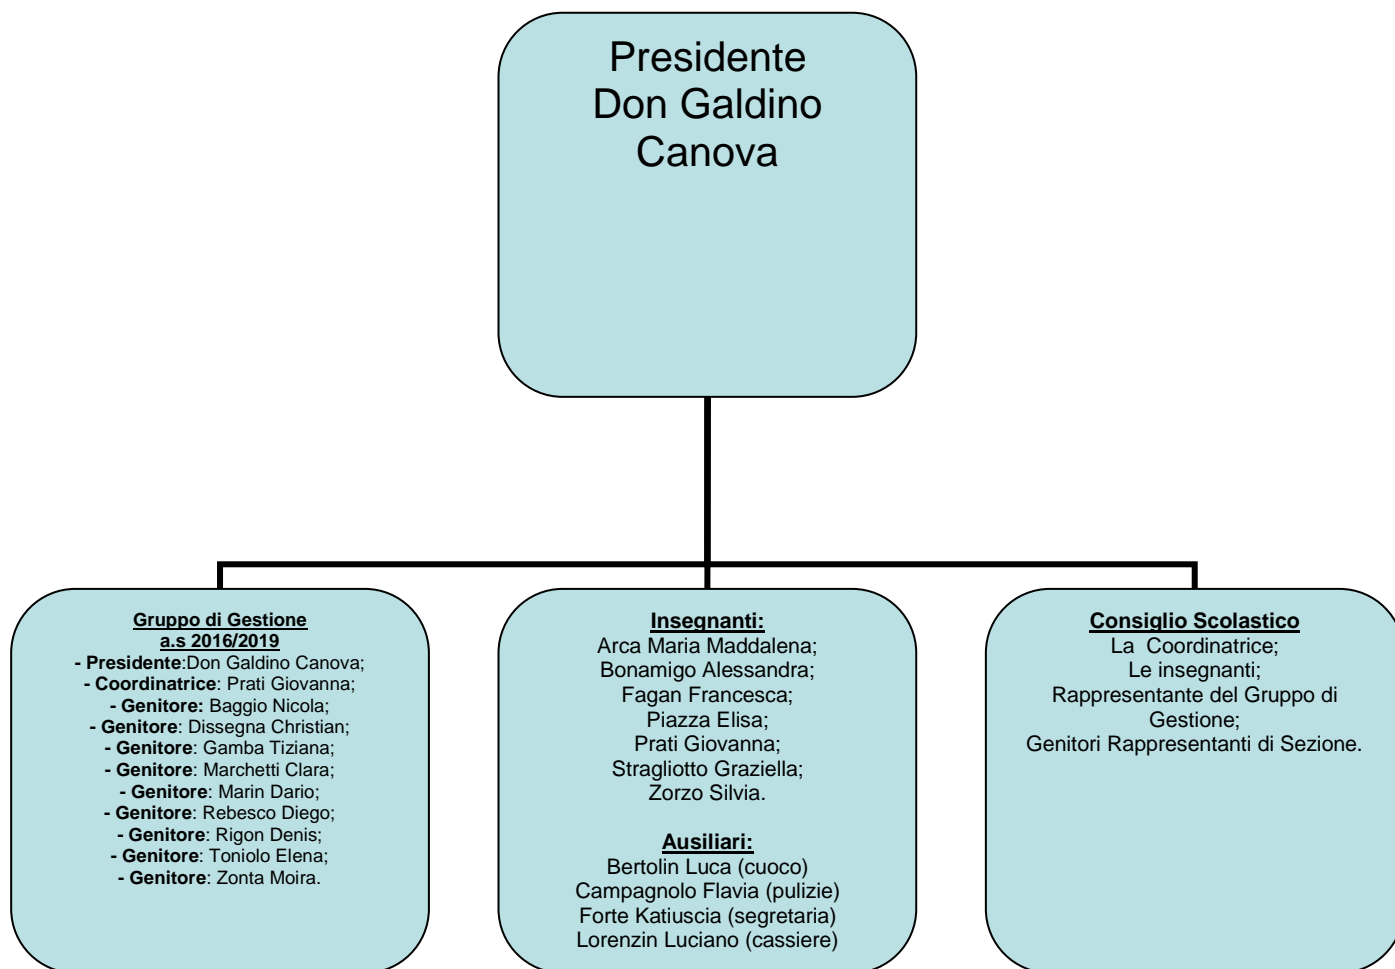 Presidente
Don Galdino
Canova
Gruppo di Gestione
a.s 2016/2019
- Presidente:Don Galdino Canova;
- Coordinatrice: Prati Giovanna;
- Genitore: Baggio Nicola;
- Genitore: Dissegna Christian;
- Genitore: Gamba Tiziana;
- Genitore: Marchetti Clara;
- Genitore: Marin Dario;
- Genitore: Rebesco Diego;
- Genitore: Rigon Denis;
- Genitore: Toniolo Elena;
- Genitore: Zonta Moira.
Insegnanti:
Arca Maria Maddalena;
Bonamigo Alessandra;
Fagan Francesca;
Piazza Elisa;
Prati Giovanna;
Stragliotto Graziella;
Zorzo Silvia.
Ausiliari:
Bertolin Luca (cuoco)
Campagnolo Flavia (pulizie)
Forte Katiuscia (segretaria)
Lorenzin Luciano (cassiere)
Consiglio Scolastico
La  Coordinatrice;
Le insegnanti;
Rappresentante del Gruppo di
Gestione;
Genitori Rappresentanti di Sezione.